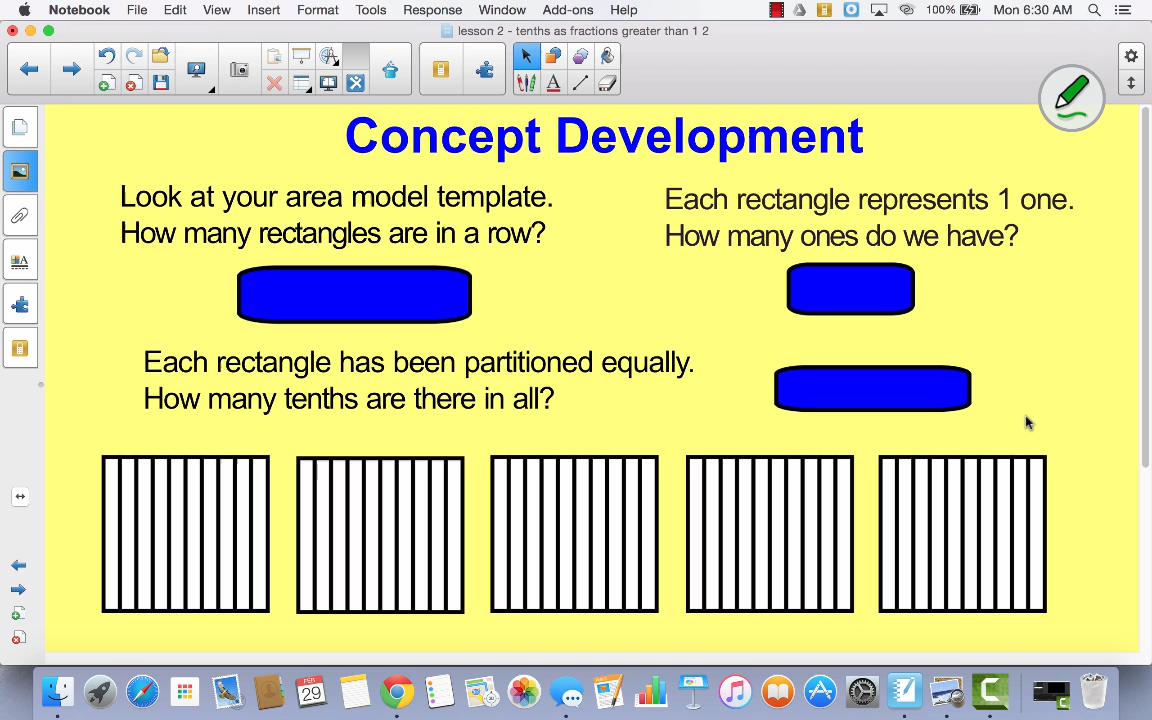 Notebook File Edit View Insert Format Tools Response Window Add-ons Help 100% Mon 6:30 AM
lesson 2 - tenths as fractions greater than 1 2
Concept Development
Look at your area model template.
How many rectangles are in a row?
Each rectangle represents 1 one.
How many ones do we have?
Each rectangle has been partitioned equally.
How many tenths are there in all?
FEB
29